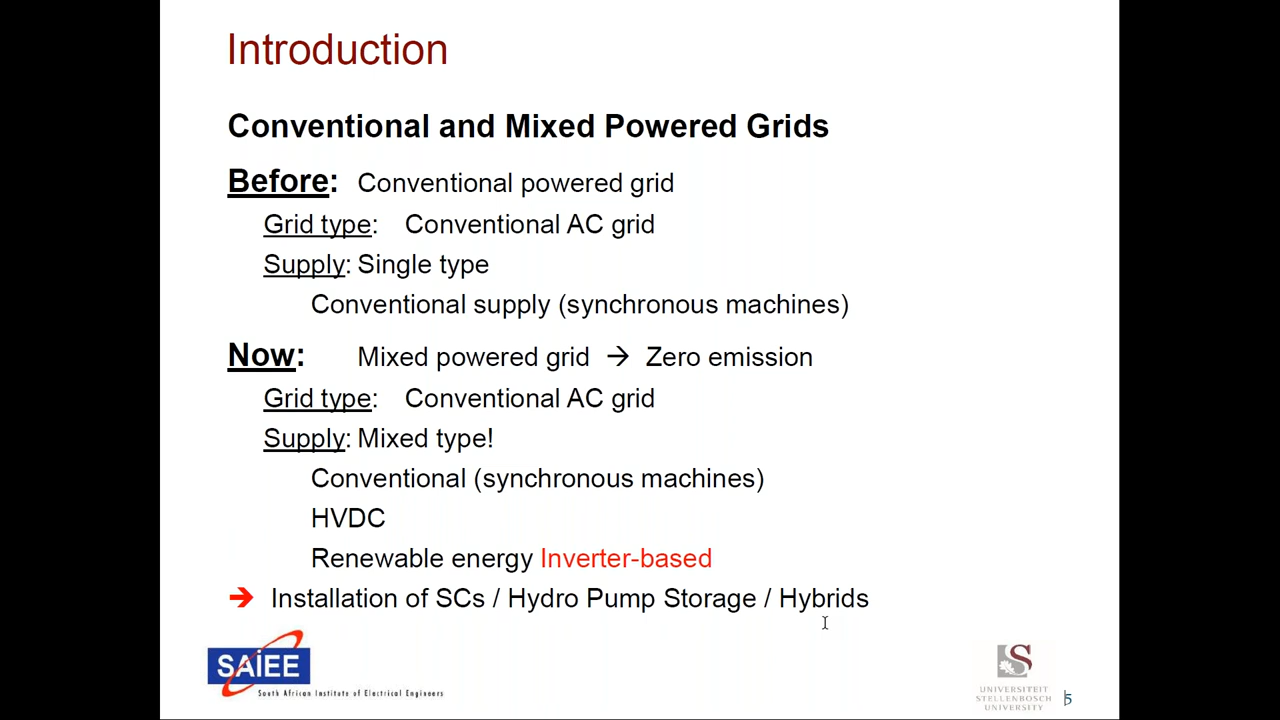 Introduction
Conventional and Mixed Powered Grids
Before: Conventional powered grid
Grid type: Conventional AC grid
Supply: Single type
Conventional supply (synchronous machines)
Now: Mixed powered grid → Zero emission
Grid type: Conventional AC grid
Supply: Mixed type!
Conventional (synchronous machines)
HVDC
Renewable energy Inverter-based
➔ Installation of SCs / Hydro Pump Storage / Hybrids
SAIEE
South African Institute of Electrical Engineers
S
UNIVERSITEIT
STELLENBOSCH
UNIVERSITY
5